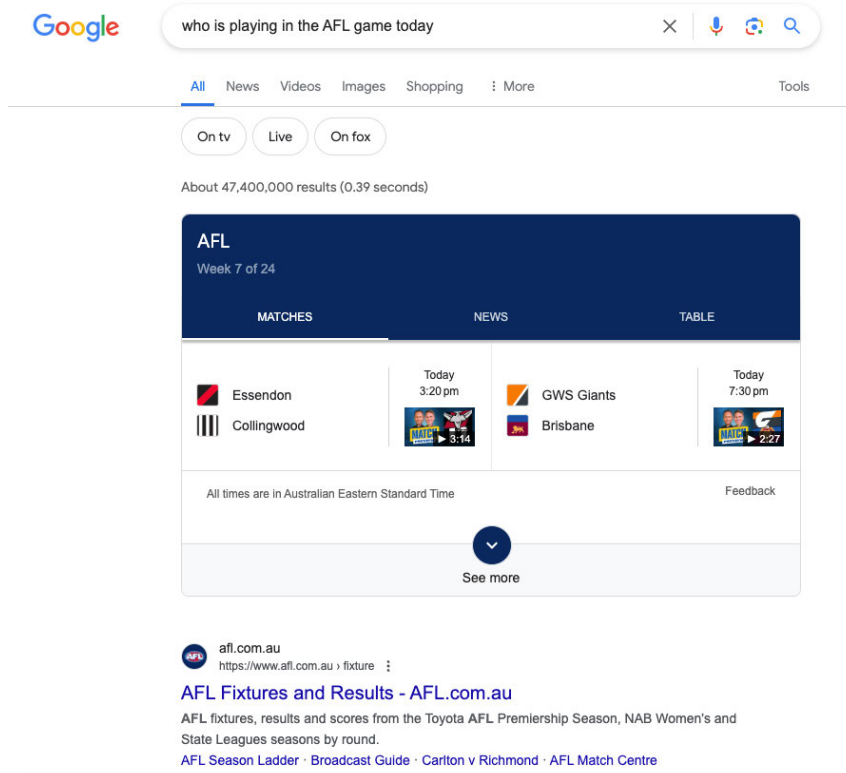 Google
who is playing in the AFL game today
All News Videos Images Shopping More Tools
On tv Live On fox
About 47,400,000 results (0.39 seconds)
AFL
Week 7 of 24
MATCHES NEWS TABLE
Essendon
Collingwood
Today
3:20 pm
MATCH
3:14
GWS Giants
Brisbane
Today
7:30 pm
MATCH
2:27
All times are in Australian Eastern Standard Time
Feedback
See more
AFL
afl.com.au
https://www.afl.com.au › fixture
AFL Fixtures and Results - AFL.com.au
AFL fixtures, results and scores from the Toyota AFL Premiership Season, NAB Women's and
State Leagues seasons by round.
AFL Season Ladder · Broadcast Guide · Carlton v Richmond · AFL Match Centre